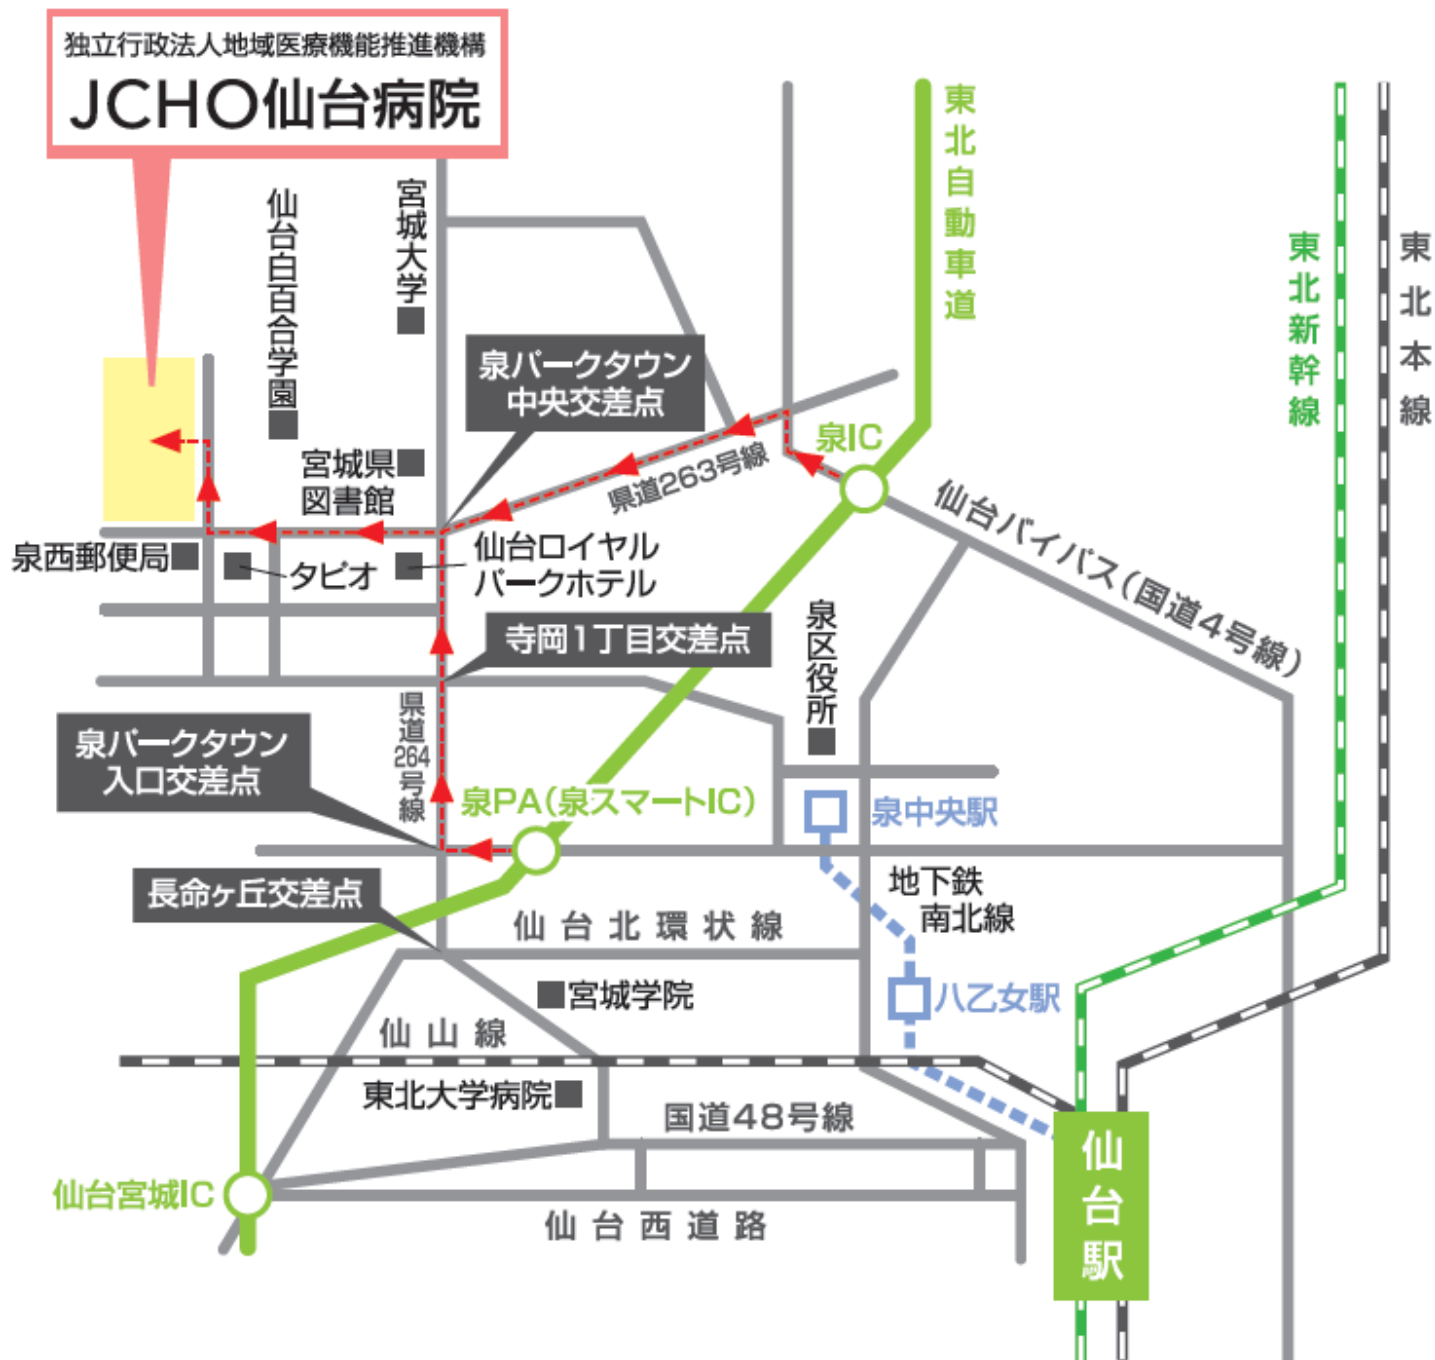 独立行政法人地域医療機能推進機構
JCHO仙台病院
仙台白百合学園
宮城大学
東北自動車道
東北新幹線
東北本線
泉パークタウン
中央交差点
泉IC
宮城県
図書館
県道263号線
仙台バイパス(国道4号線)
泉西郵便局
タピオ
仙台ロイヤル
パークホテル
寺岡1丁目交差点
泉区役所
県道264号線
泉パークタウン
入口交差点
泉PA(泉スマートIC)
泉中央駅
長命ヶ丘交差点
地下鉄
南北線
仙台北環状線
宮城学院
八乙女駅
仙山線
東北大学病院
国道48号線
仙台駅
仙台宮城IC
仙台西道路